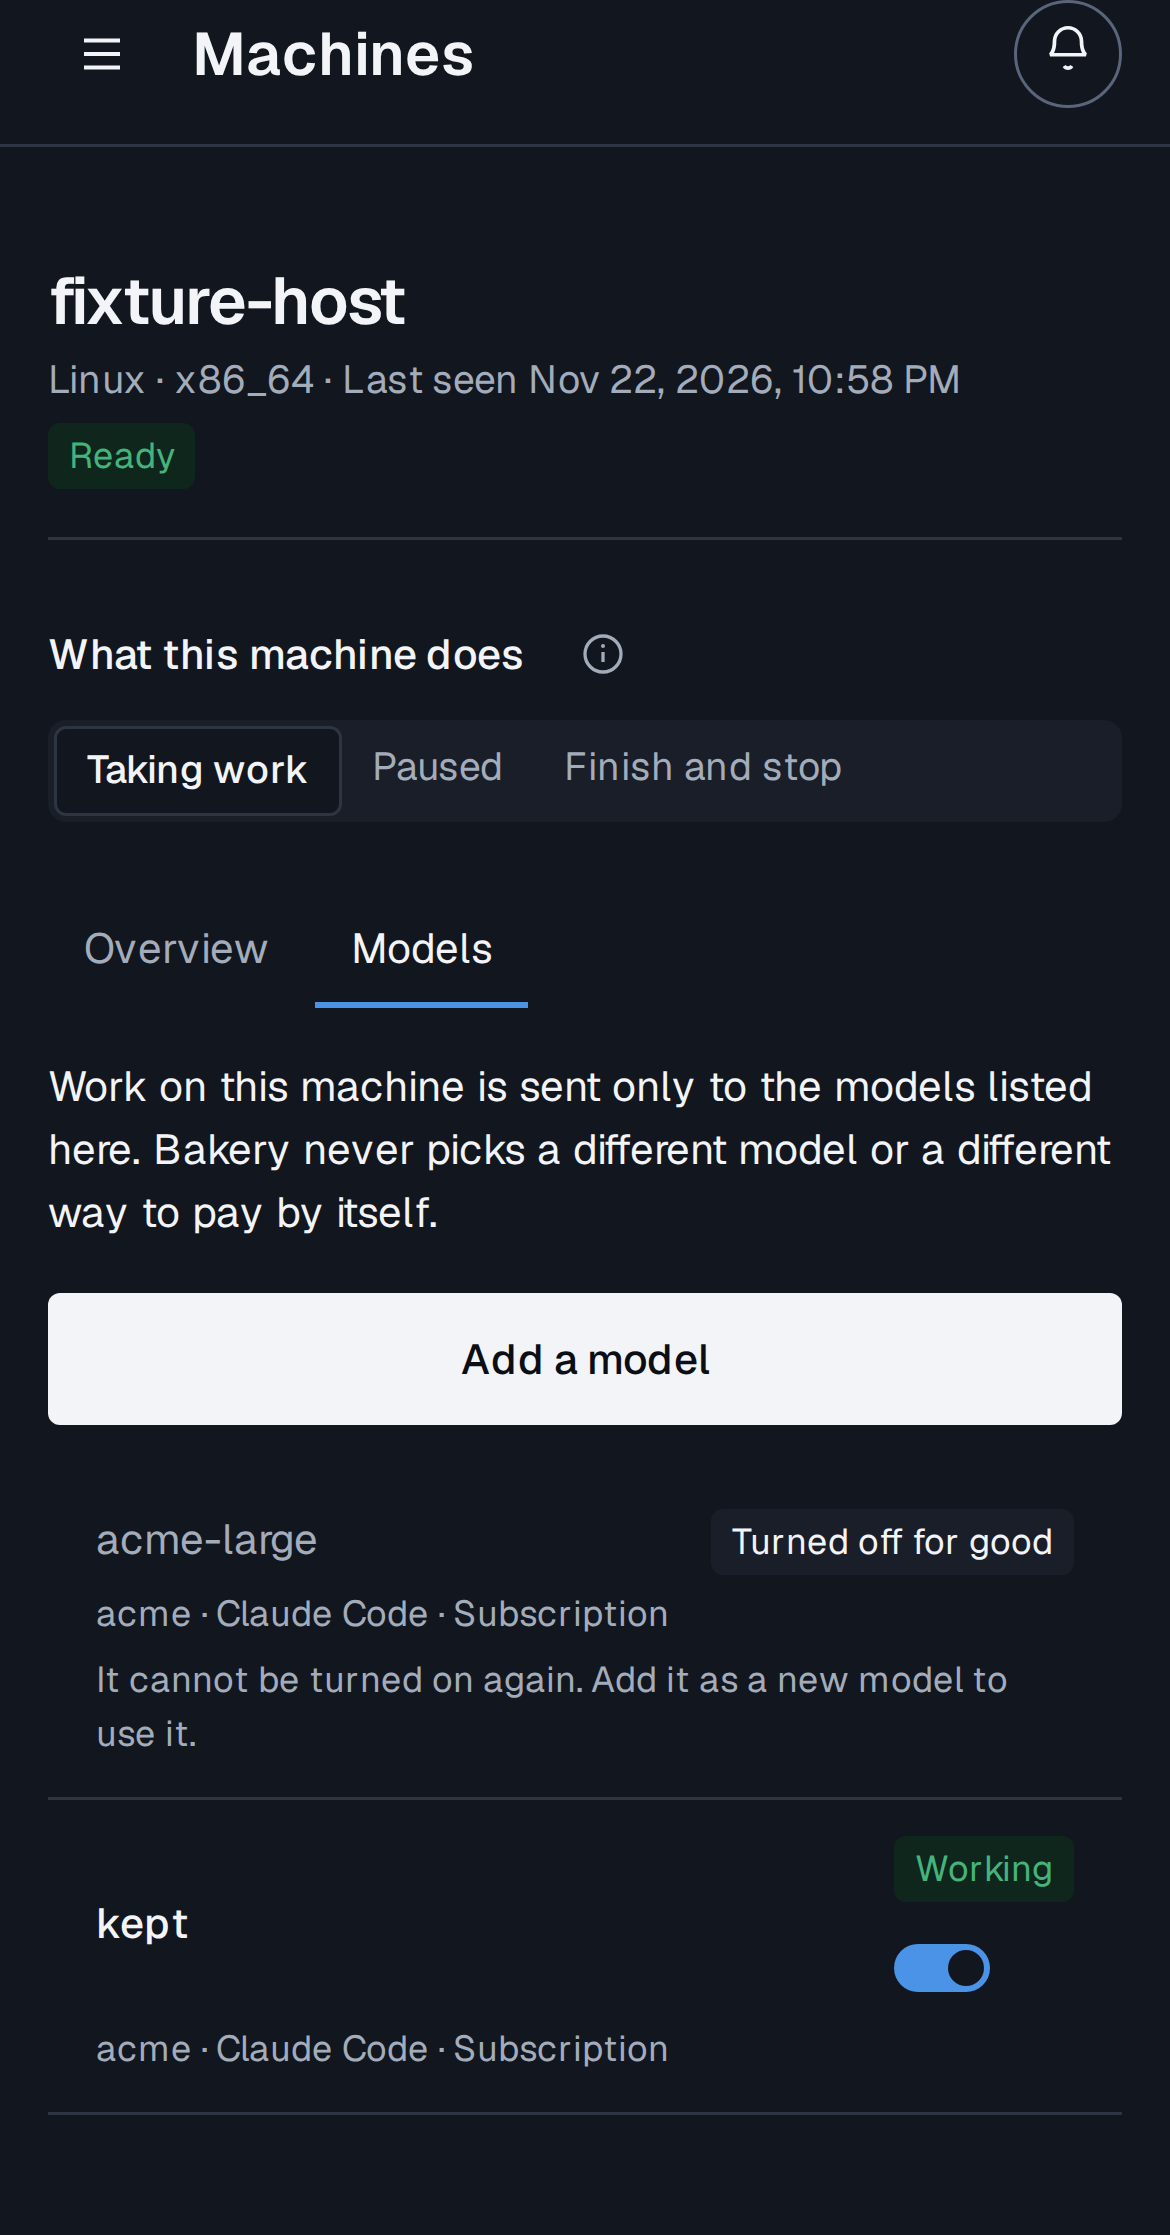 Machines
fixture-host
Linux · x86_64 · Last seen Nov 22, 2026, 10:58 PM
Ready
What this machine does
Taking work
Paused
Finish and stop
Overview
Models
Work on this machine is sent only to the models listed
here. Bakery never picks a different model or a different
way to pay by itself.
Add a model
acme-large
Turned off for good
acme · Claude Code · Subscription
It cannot be turned on again. Add it as a new model to
use it.
Working
kept
acme · Claude Code · Subscription